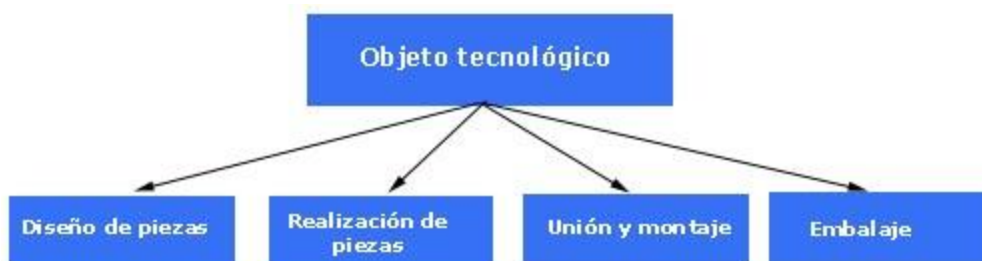 Objeto tecnológico
Diseño de piezas
Realización de
piezas
Unión y montaje
Embalaje